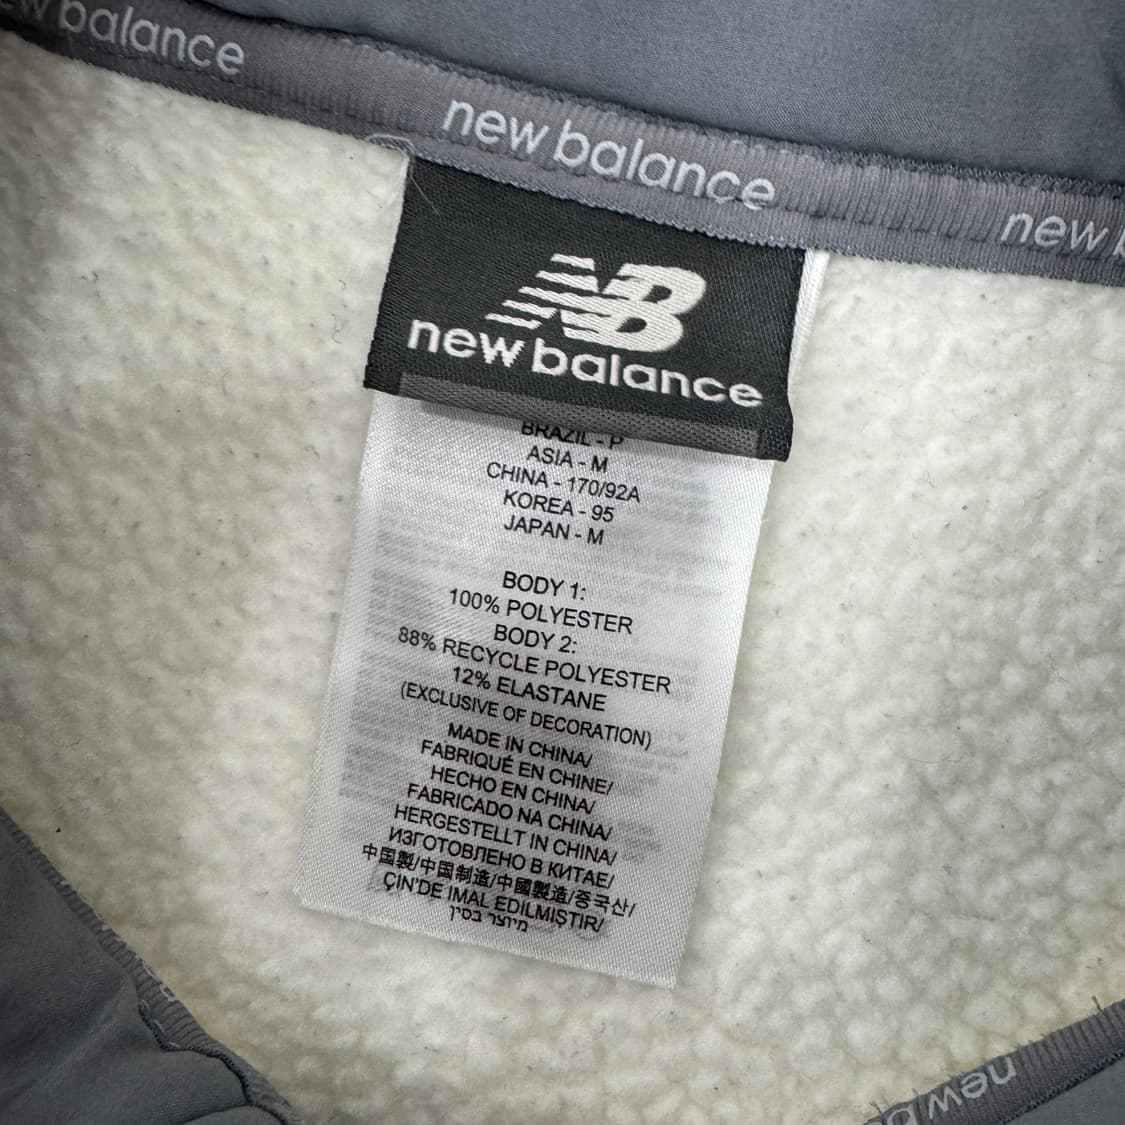 new balance
new balance
new b
NB
new balance
BRAZIL - P
ASIA - M
CHINA - 170/92A
KOREA - 95
JAPAN - M
BODY 1:
100% POLYESTER
BODY 2:
88% RECYCLE POLYESTER
12% ELASTANE
(EXCLUSIVE OF DECORATION)
MADE IN CHINA/
FABRIQUÉ EN CHINE/
HECHO EN CHINA/
FABRICADO NA CHINA/
HERGESTELLT IN CHINA/
ИЗГОТОВЛЕНО В КИТАЕ/
中国製/中国制造/中國製造/중국산/
ÇIN'DE IMAL EDILMIŞTIR/
מיוצר בסין
new b